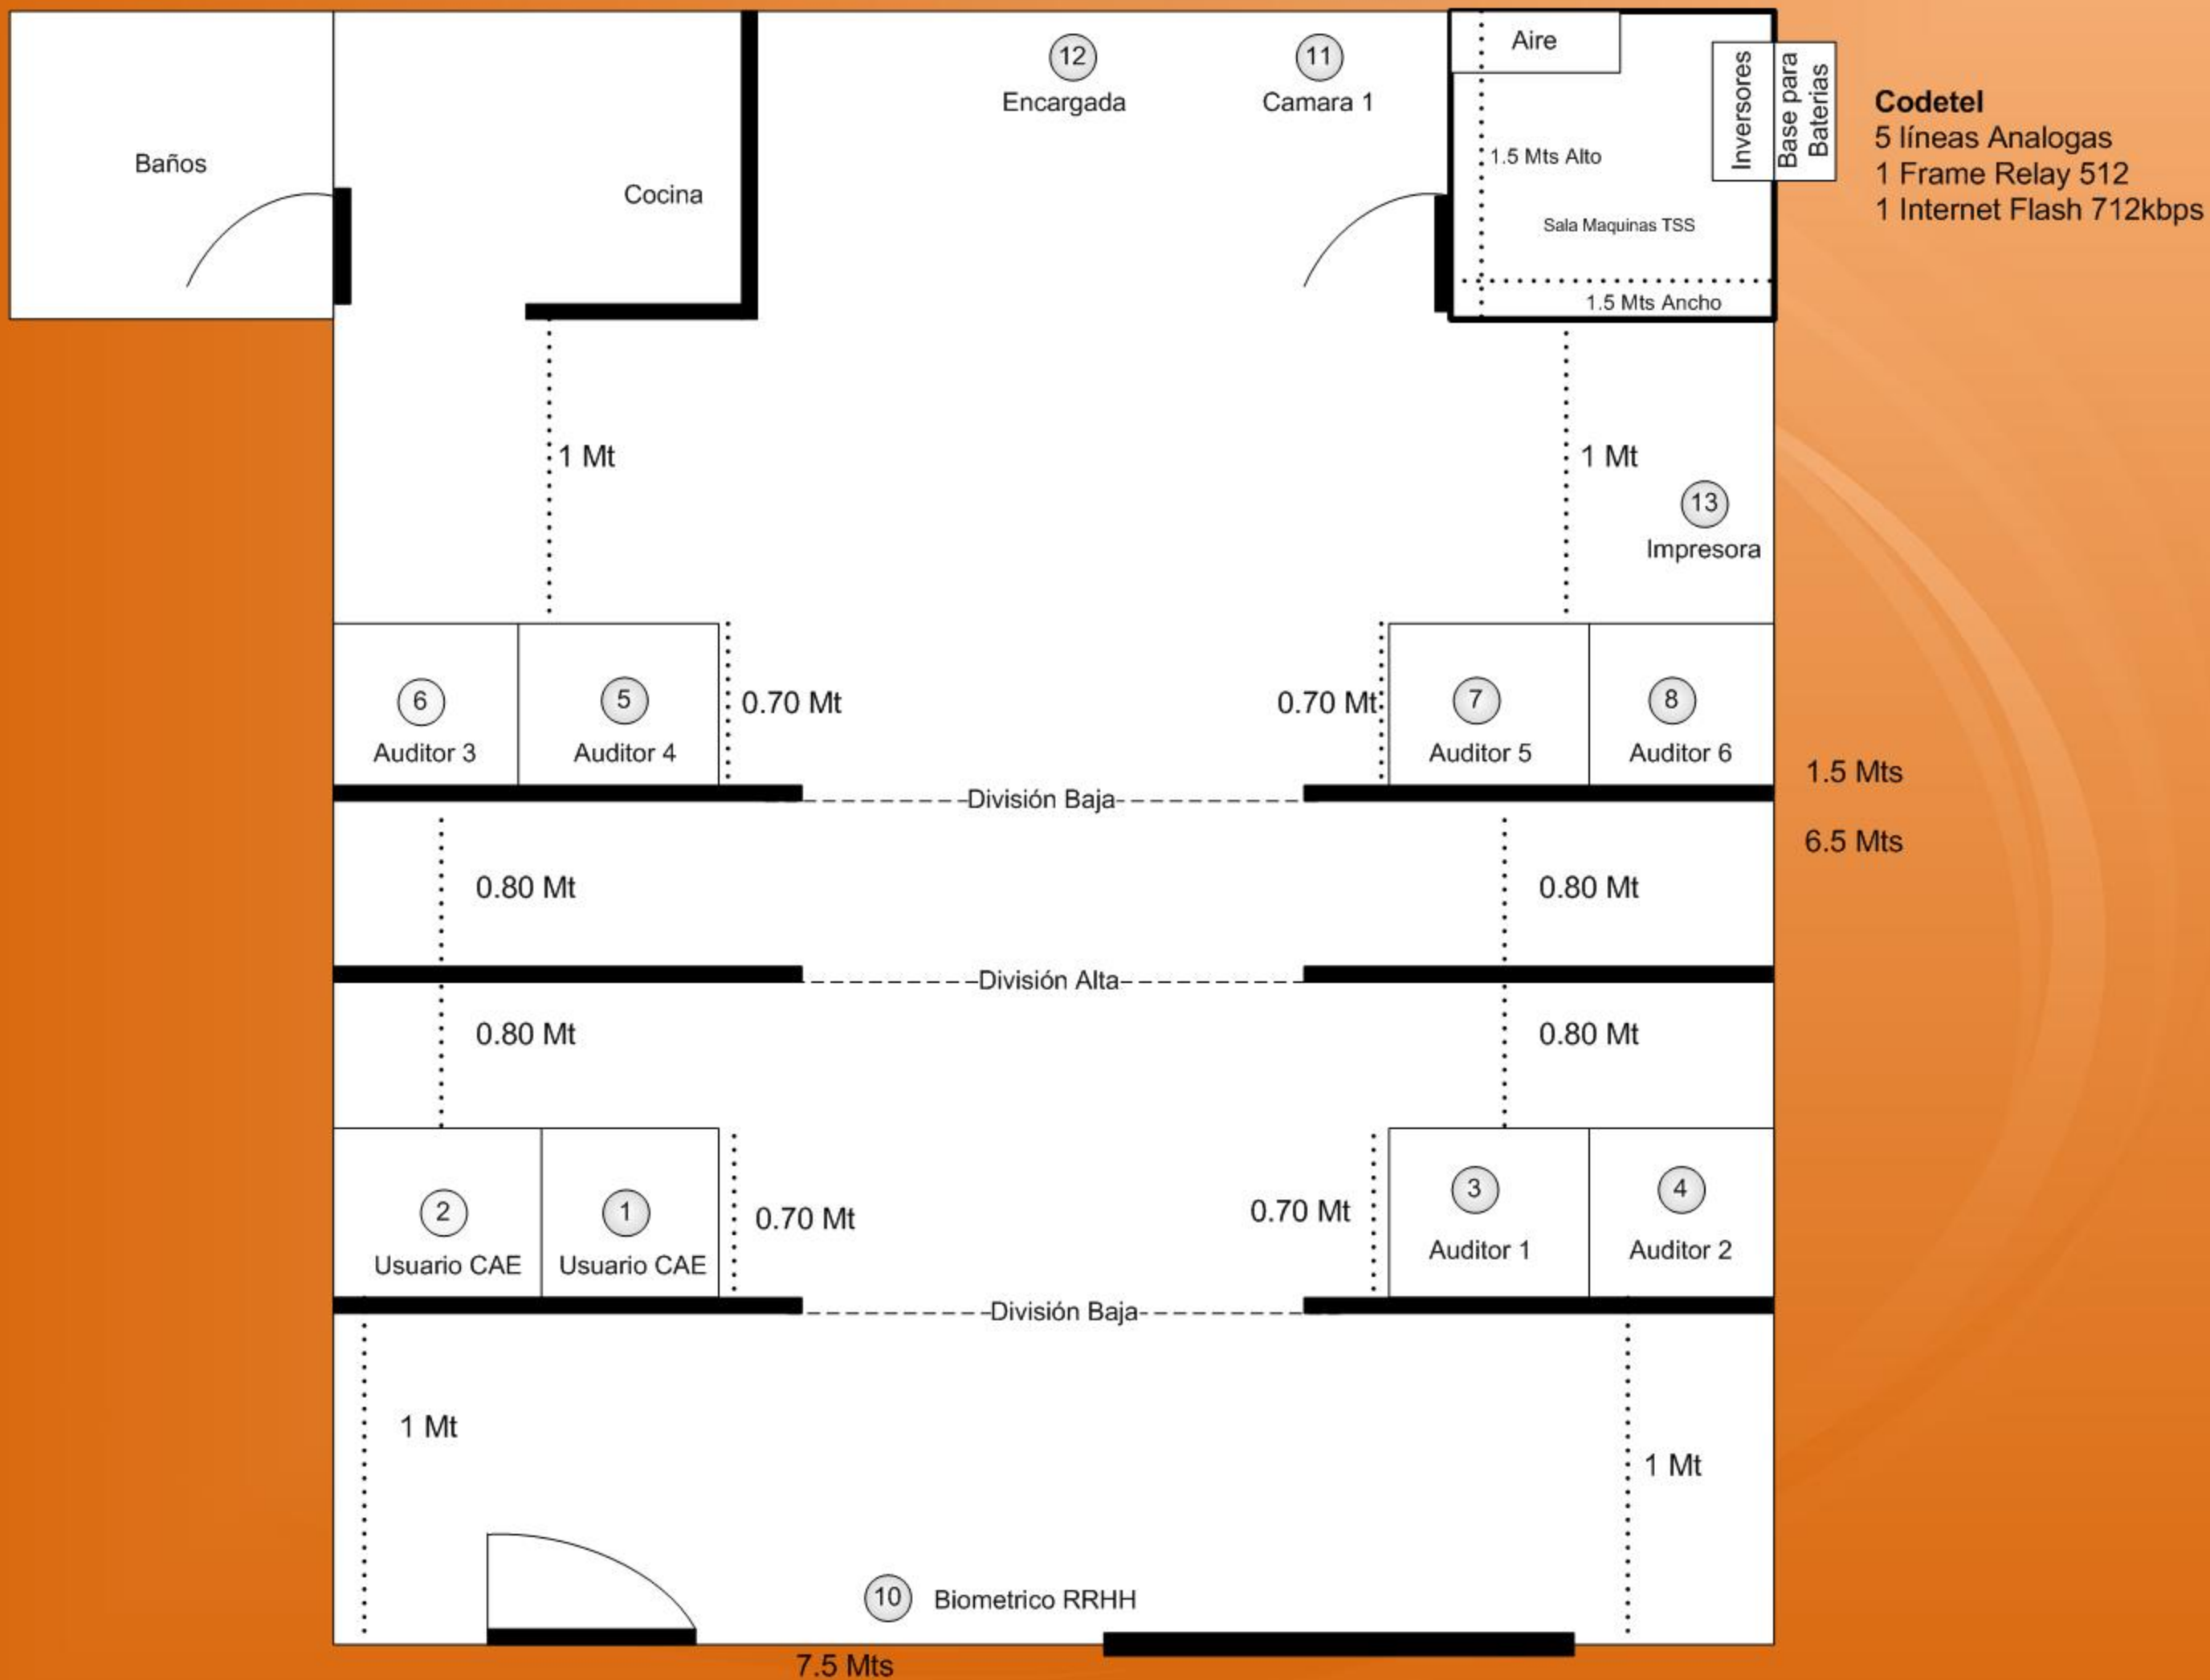 12
11
Aire
Encargada
Camara 1
Inversores
Base para
Baterias
Codetel
5 líneas Analogas
1 Frame Relay 512
1 Internet Flash 712kbps
Baños
Cocina
1.5 Mts Alto
Sala Maquinas TSS
1.5 Mts Ancho
1 Mt
1 Mt
13
Impresora
6
5
0.70 Mt
0.70 Mt
7
8
Auditor 3
Auditor 4
Auditor 5
Auditor 6
1.5 Mts
División Baja
6.5 Mts
0.80 Mt
0.80 Mt
División Alta
0.80 Mt
0.80 Mt
2
1
0.70 Mt
0.70 Mt
3
4
Usuario CAE
Usuario CAE
Auditor 1
Auditor 2
División Baja
1 Mt
1 Mt
10
Biometrico RRHH
7.5 Mts